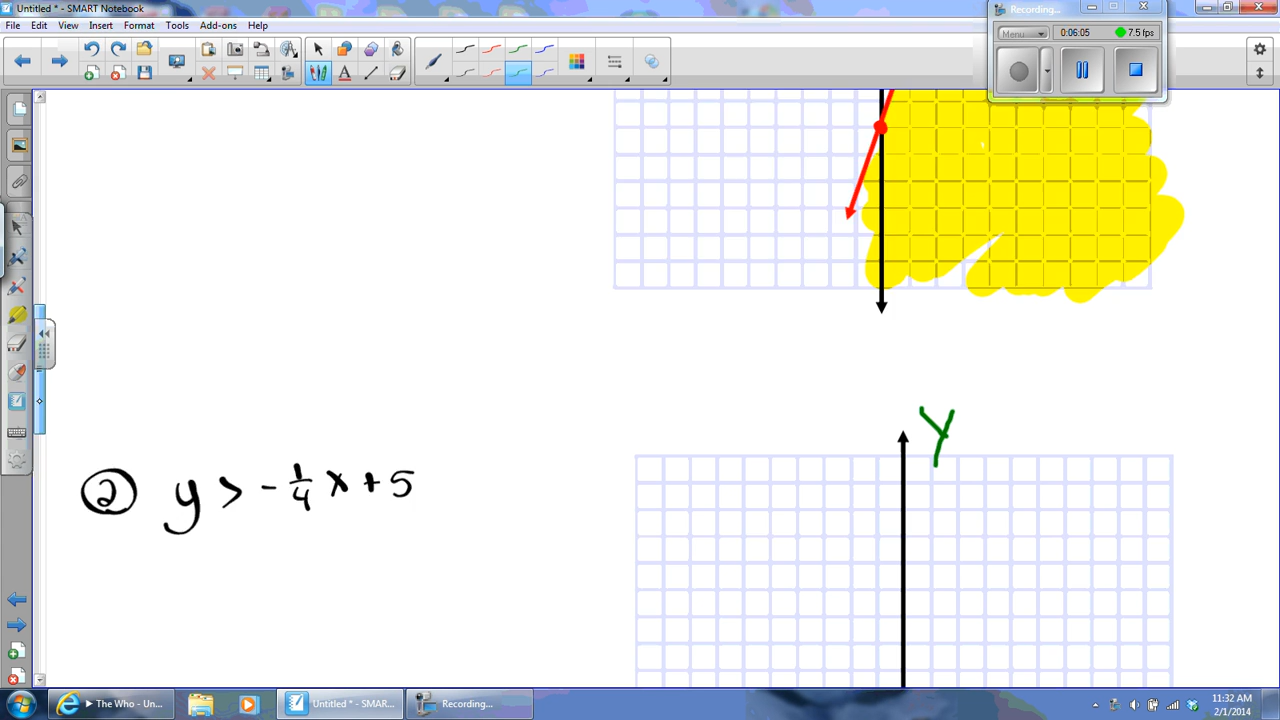 Untitled * - SMART Notebook
Recording...
File Edit View Insert Format Tools Add-ons Help
Menu 0:06:05 7.5 fps
Y
② y > -1/4 x + 5
► The Who - Un...
Untitled * - SMAR...
Recording...
11:32 AM
2/1/2014